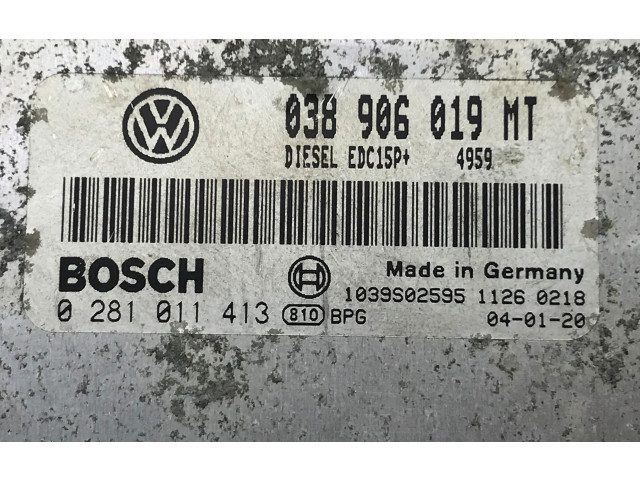 038 906 019 MT
DIESEL EDC15P+ 4959
BOSCH
Made in Germany
1039S02595 1126 0218
0 281 011 413 810 BPG 04-01-20